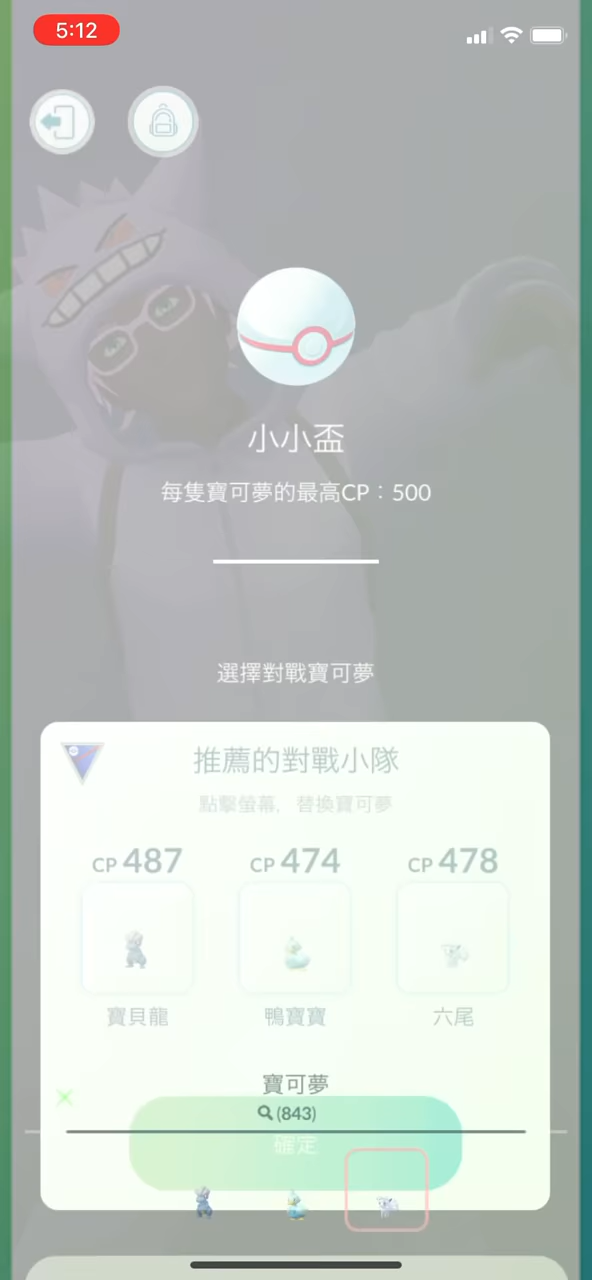 5:12
小小盃
每隻寶可夢的最高CP：500
選擇對戰寶可夢
推薦的對戰小隊
點擊螢幕，替換寶可夢
CP 487 CP 474 CP 478
寶貝龍 鴨寶寶 六尾
寶可夢
(843)
確定